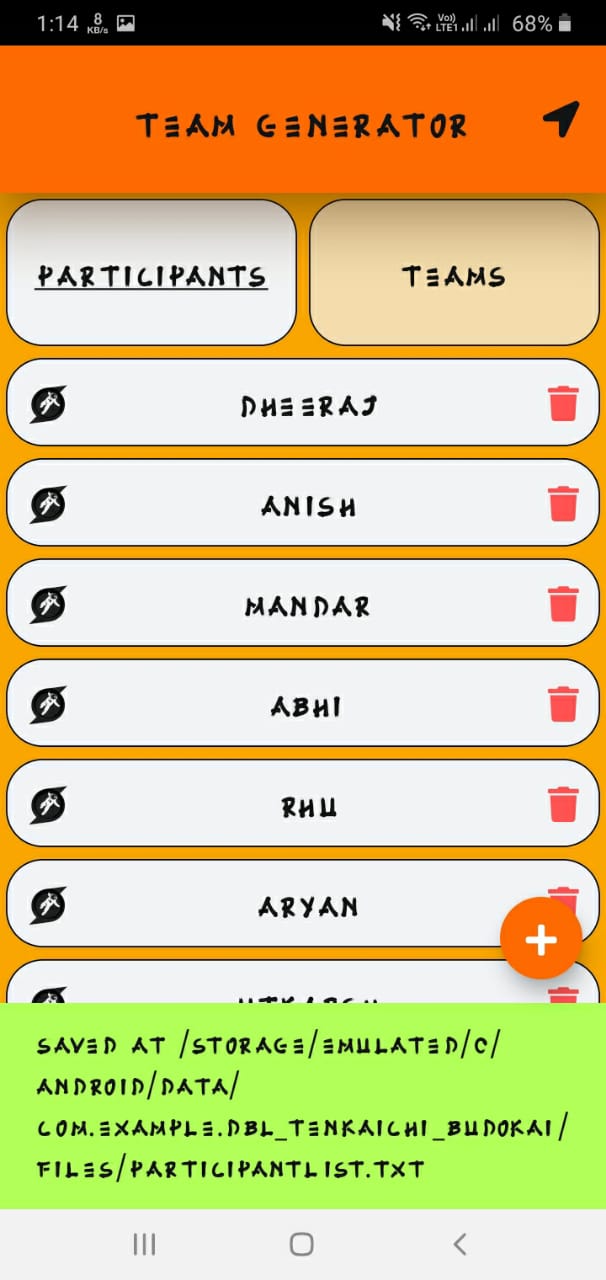 1:14 8 KB/s Vo) LTE1 68%
TEAM GENERATOR
PARTICIPANTS TEAMS
DHEERAJ
ANISH
MANDAR
ABHI
RHU
ARYAN
SAVED AT /STORAGE/EMULATED/0/
ANDROID/DATA/
COM.EXAMPLE.DBL_TENKAICHI_BUDOKAI/
FILES/PARTICIPANTLIST.TXT